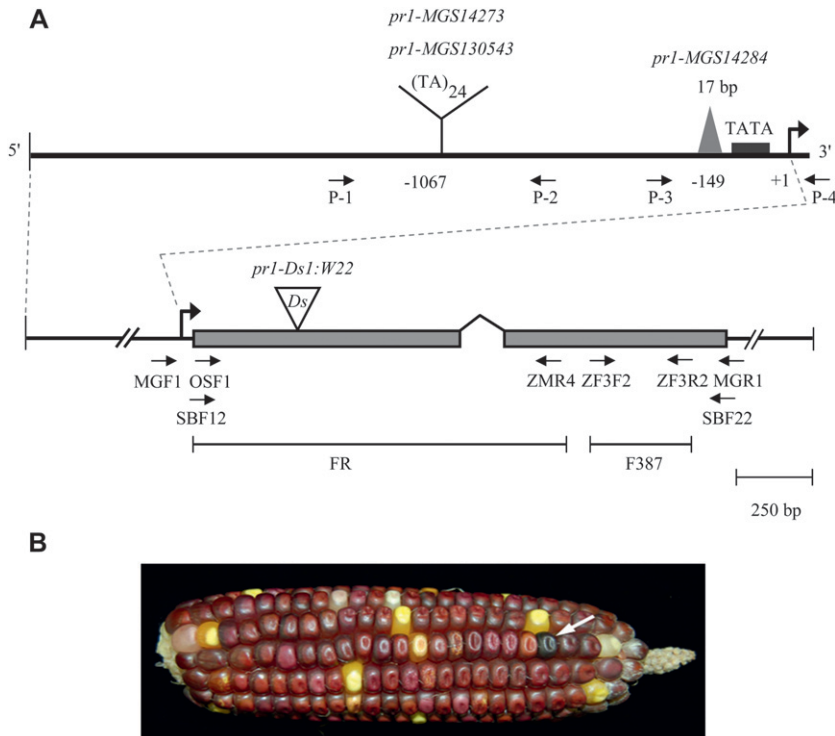 A
pr1-MGS14273
pr1-MGS130543
pr1-MGS14284
(TA)24
17 bp
TATA
5'
3'
-1067
-149
+1
P-1
P-2
P-3
P-4
pr1-Ds1:W22
Ds
MGF1
OSF1
ZMR4
ZF3F2
ZF3R2
MGR1
SBF12
SBF22
FR
F387
250 bp
B